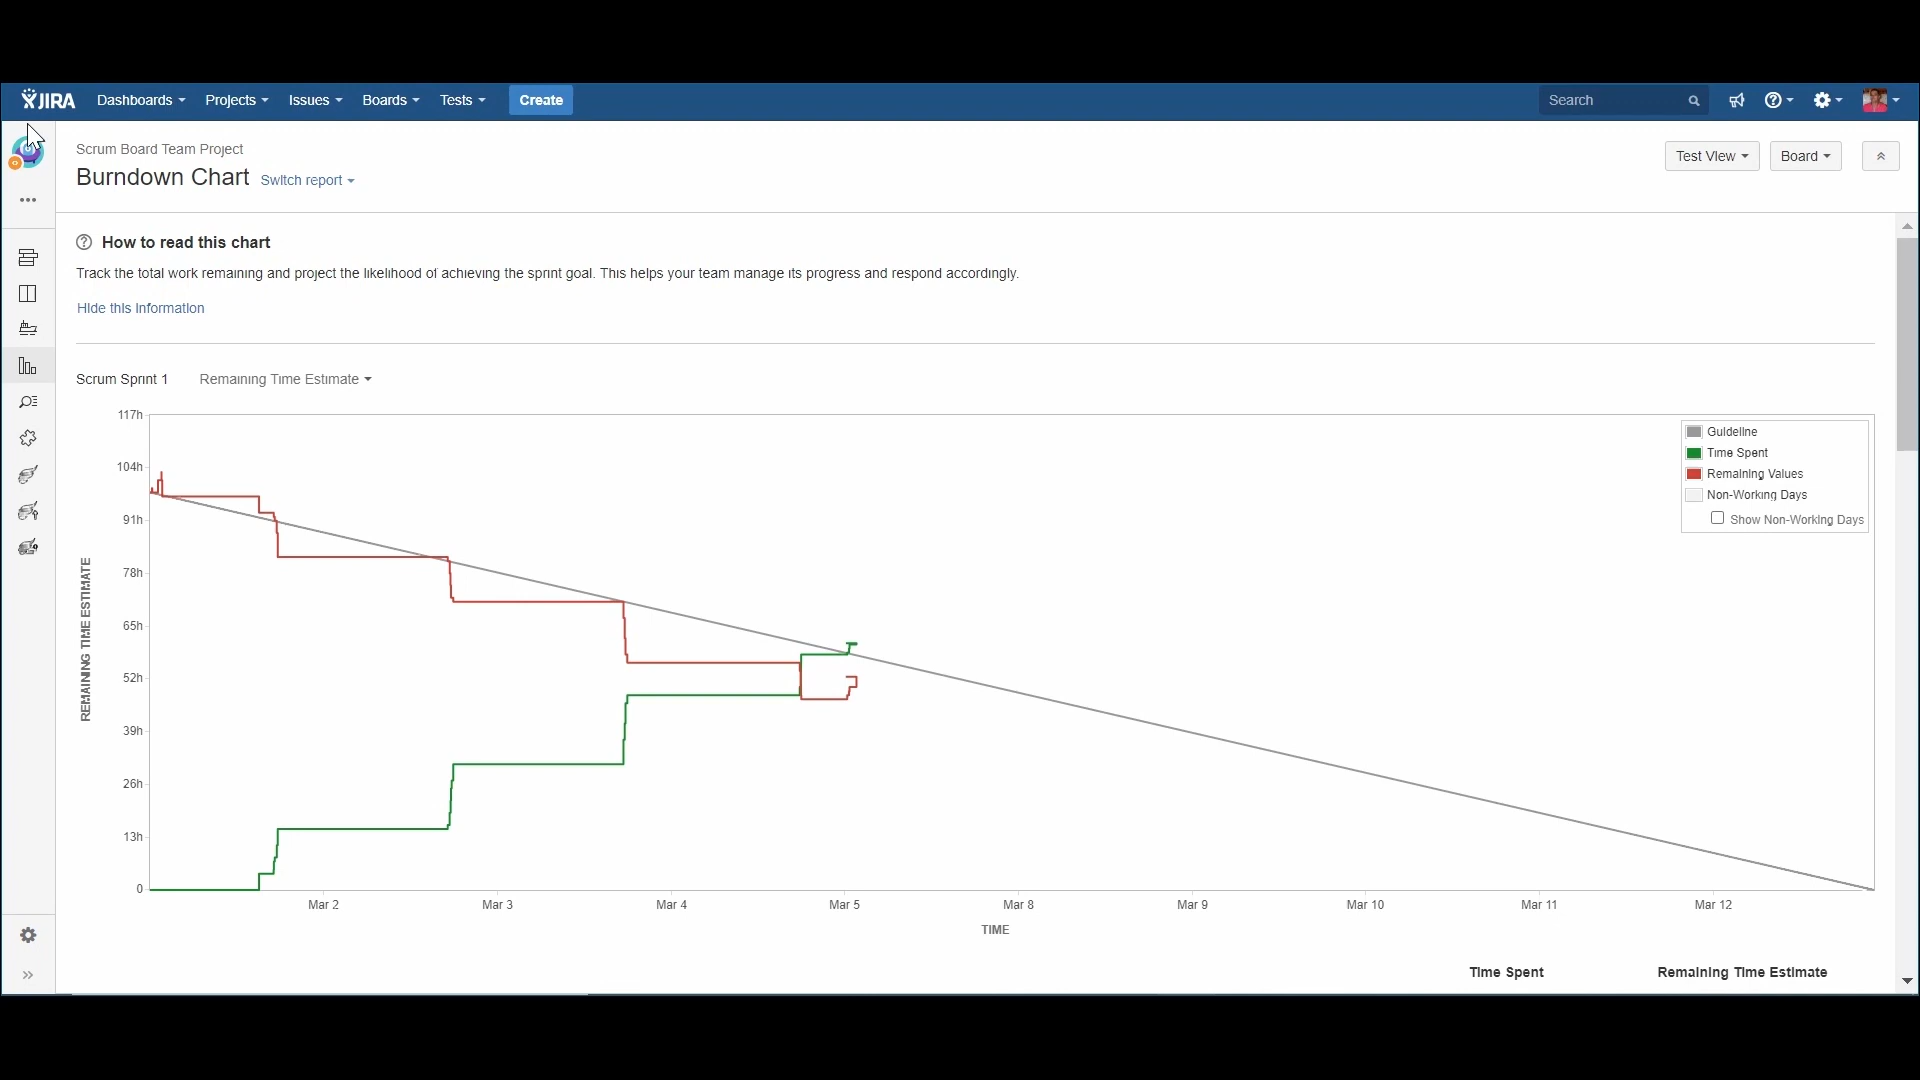 JIRA Dashboards Projects Issues Boards Tests Create Search
Scrum Board Team Project
Burndown Chart Switch report
Test View Board
How to read this chart
Track the total work remaining and project the likelihood of achieving the sprint goal. This helps your team manage its progress and respond accordingly.
Hide this information
Scrum Sprint 1 Remaining Time Estimate
117h
104h
91h
78h
65h
52h
39h
26h
13h
0
REMAINING TIME ESTIMATE
Guideline
Time Spent
Remaining Values
Non-Working Days
Show Non-Working Days
Mar 2 Mar 3 Mar 4 Mar 5 Mar 8 Mar 9 Mar 10 Mar 11 Mar 12
TIME
Time Spent Remaining Time Estimate